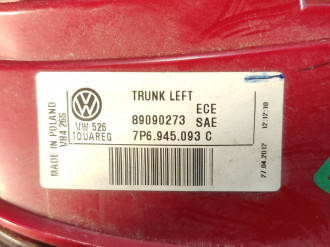 TRUNK LEFT
ECE
89090273 SAE
7P6.945.093 C
VW 526
TOUAREG
MADE IN POLAND
VR4.26S
12:12:10
27.04.2012